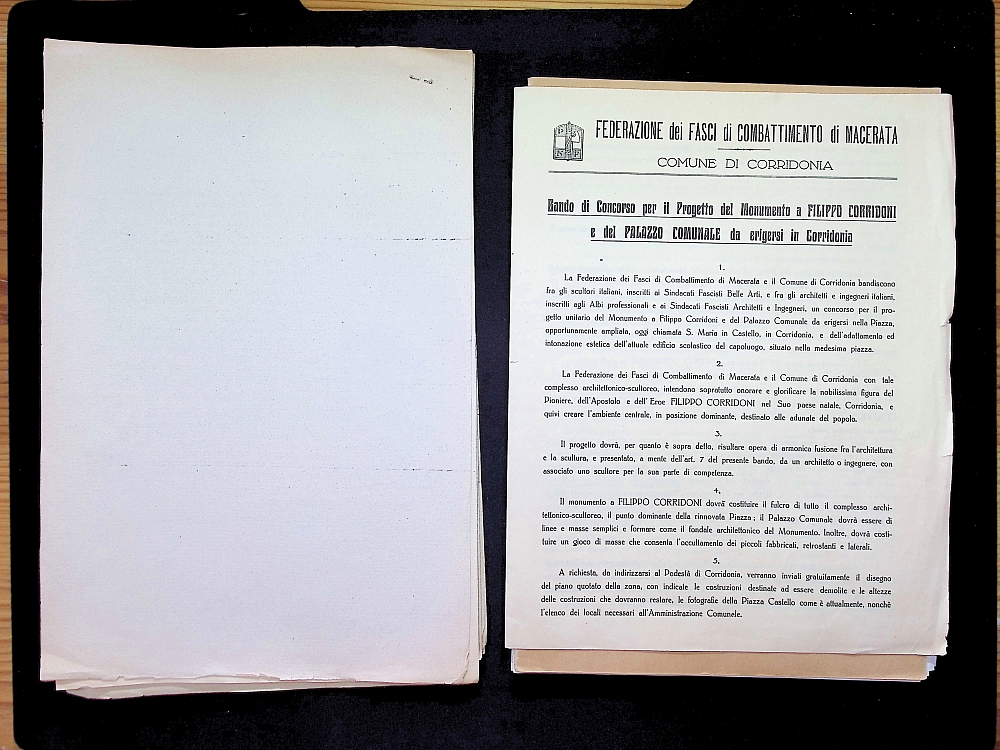 P N F
FEDERAZIONE dei FASCI di COMBATTIMENTO di MACERATA
COMUNE DI CORRIDONIA
Bando di Concorso per il Progetto del Monumento a FILIPPO CORRIDONI
e del PALAZZO COMUNALE da erigersi in Corridonia
1.
La Federazione dei Fasci di Combattimento di Macerata e il Comune di Corridonia bandiscono
fra gli scultori italiani, inscritti ai Sindacati Fascisti Belle Arti, e fra gli architetti e ingegneri italiani,
inscritti agli Albi professionali e ai Sindacati Fascisti Architetti e Ingegneri, un concorso per il pro-
getto unitario del Monumento a Filippo Corridoni e del Palazzo Comunale da erigersi nella Piazza,
opportunamente ampliata, oggi chiamata S. Maria in Castello, in Corridonia, e dell'adattamento ed
intonazione estetica dell'attuale edificio scolastico del capoluogo, situato nella medesima piazza.
2.
La Federazione dei Fasci di Combattimento di Macerata e il Comune di Corridonia con tale
complesso architettonico-scultoreo, intendono sopratutto onorare e glorificare la nobilissima figura del
Pioniere, dell'Apostolo e dell'Eroe FILIPPO CORRIDONI nel Suo paese natale, Corridonia, e
quivi creare l'ambiente centrale, in posizione dominante, destinato alle adunate del popolo.
3.
Il progetto dovrà, per quanto è sopra detto, risultare opera di armonica fusione fra l'architettura
e la scultura, e presentato, a mente dell'art. 7 del presente bando, da un architetto o ingegnere, con
associato uno scultore per la sua parte di competenza.
4.
Il monumento a FILIPPO CORRIDONI dovrà costituire il fulcro di tutto il complesso archi-
tettonico-scultoreo, il punto dominante della rinnovata Piazza; il Palazzo Comunale dovrà essere di
linee e masse semplici e formare come il fondale architettonico del Monumento. Inoltre, dovrà costi-
tuire un gioco di masse che consenta l'occultamento dei piccoli fabbricati, retrostanti e laterali.
5.
A richiesta, da indirizzarsi al Podestà di Corridonia, verranno inviati gratuitamente il disegno
del piano quotato della zona, con indicate le costruzioni destinate ad essere demolite e le altezze
delle costruzioni che dovranno restare, le fotografie della Piazza Castello come è attualmente, nonchè
l'elenco dei locali necessari all'Amministrazione Comunale.